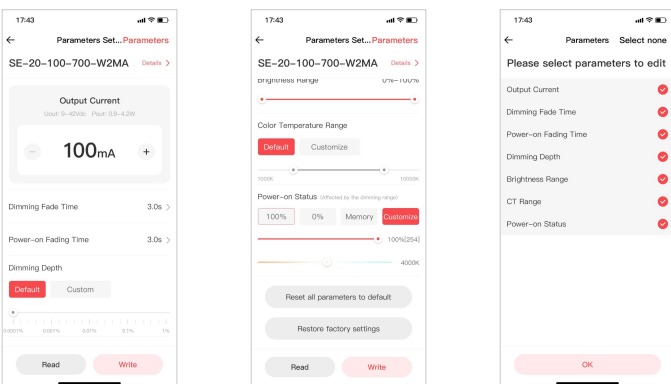 17:43
Parameters Set... Parameters
SE-20-100-700-W2MA Details >
Output Current
Uout: 9-42Vdc Pout: 0.9-4.2W
− 100mA +
Dimming Fade Time 3.0s >
Power-on Fading Time 3.0s >
Dimming Depth
Default Custom
0.0001% 0.001% 0.01% 0.1% 1%
Read Write
17:43
Parameters Set... Parameters
SE-20-100-700-W2MA Details >
Brightness Range 0%-100%
Color Temperature Range
Default Customize
1000K 10000K
Power-on Status (Affected by the dimming range)
100% 0% Memory Customize
100%[254]
4000K
Reset all parameters to default
Restore factory settings
Read Write
17:43
Parameters Select none
Please select parameters to edit
Output Current
Dimming Fade Time
Power-on Fading Time
Dimming Depth
Brightness Range
CT Range
Power-on Status
OK